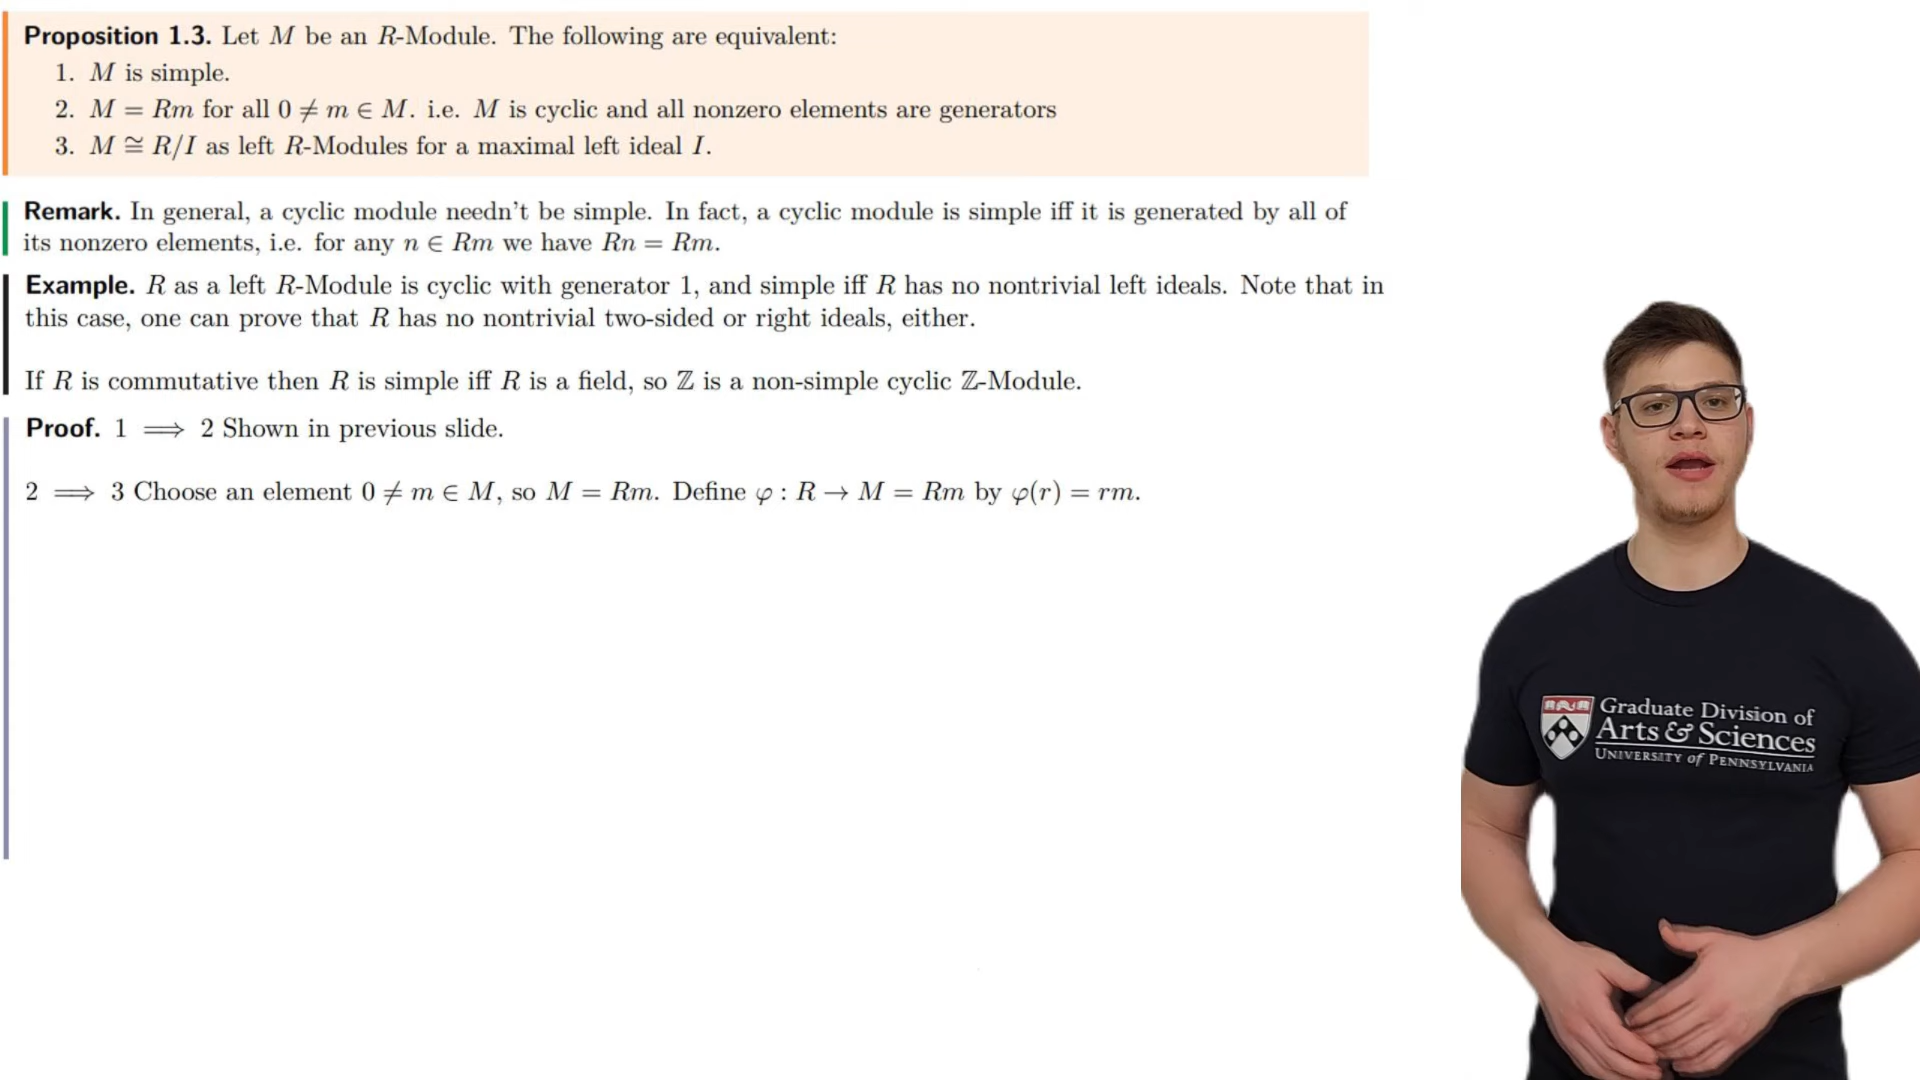 Proposition 1.3. Let M be an R-Module. The following are equivalent:
1. M is simple.
2. M = Rm for all 0 ≠ m ∈ M. i.e. M is cyclic and all nonzero elements are generators
3. M ≅ R/I as left R-Modules for a maximal left ideal I.
Remark. In general, a cyclic module needn't be simple. In fact, a cyclic module is simple iff it is generated by all of
its nonzero elements, i.e. for any n ∈ Rm we have Rn = Rm.
Example. R as a left R-Module is cyclic with generator 1, and simple iff R has no nontrivial left ideals. Note that in
this case, one can prove that R has no nontrivial two-sided or right ideals, either.
If R is commutative then R is simple iff R is a field, so ℤ is a non-simple cyclic ℤ-Module.
Proof. 1 ⟹ 2 Shown in previous slide.
2 ⟹ 3 Choose an element 0 ≠ m ∈ M, so M = Rm. Define φ : R → M = Rm by φ(r) = rm.
Graduate Division of
Arts & Sciences
UNIVERSITY of PENNSYLVANIA